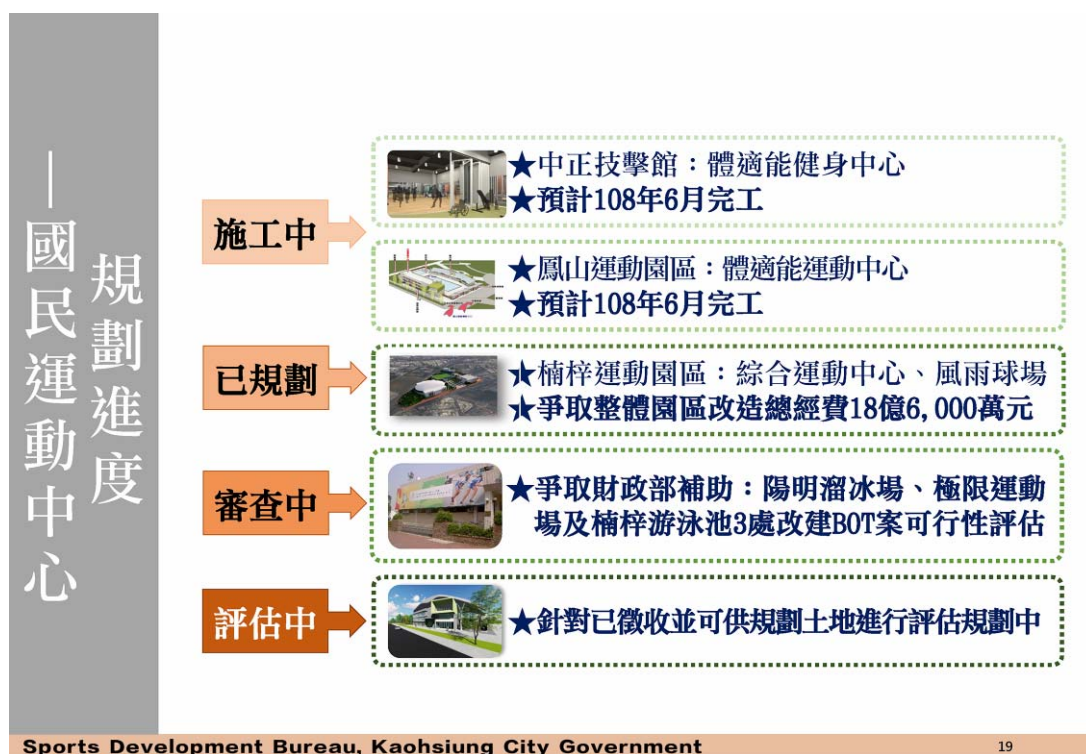 —國民運動中心
規劃進度
施工中
★中正技擊館：體適能健身中心
★預計108年6月完工
★鳳山運動園區：體適能運動中心
★預計108年6月完工
已規劃
★楠梓運動園區：綜合運動中心、風雨球場
★爭取整體園區改造總經費18億6,000萬元
審查中
★爭取財政部補助：陽明溜冰場、極限運動
場及楠梓游泳池3處改建BOT案可行性評估
評估中
★針對已徵收並可供規劃土地進行評估規劃中
Sports Development Bureau, Kaohsiung City Government
19